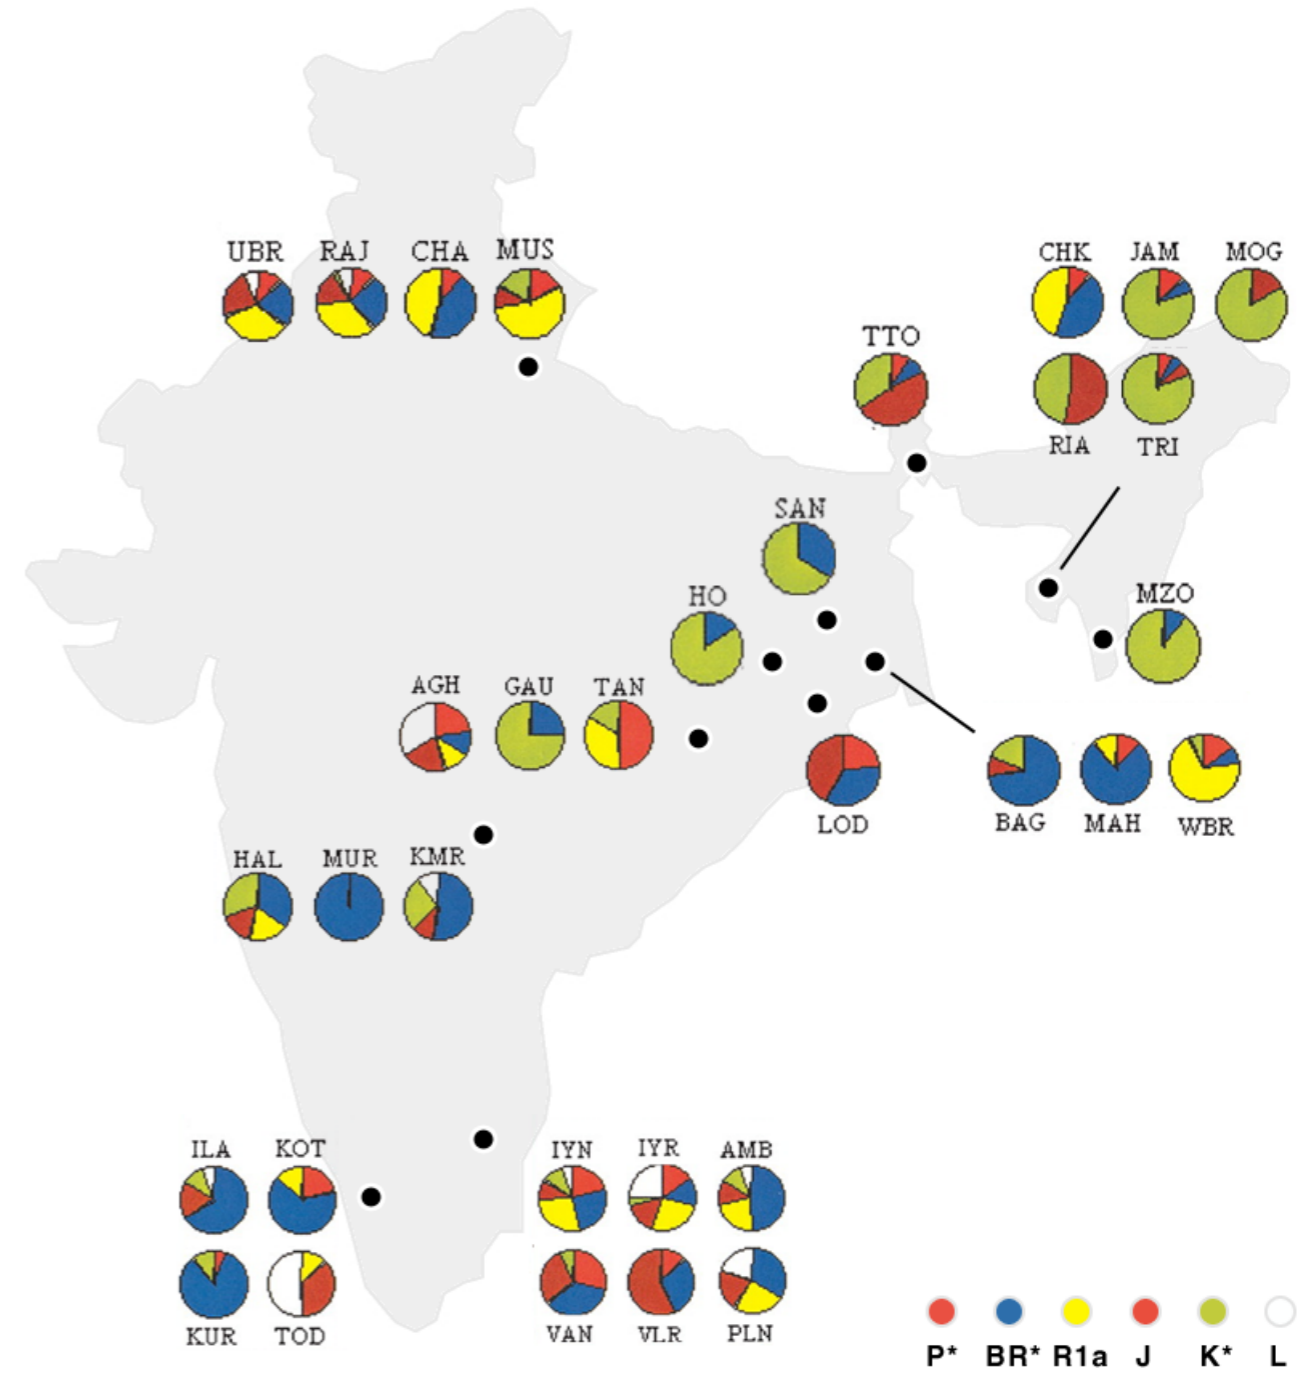 UBR RAJ CHA MUS
CHK JAM MOG
TTO
RIA TRI
SAN
HO
MZO
AGH GAU TAN
LOD BAG MAH WBR
HAL MUR KMR
ILA KOT IYN IYR AMB
KUR TOD VAN VLR PLN
P* BR* R1a J K* L